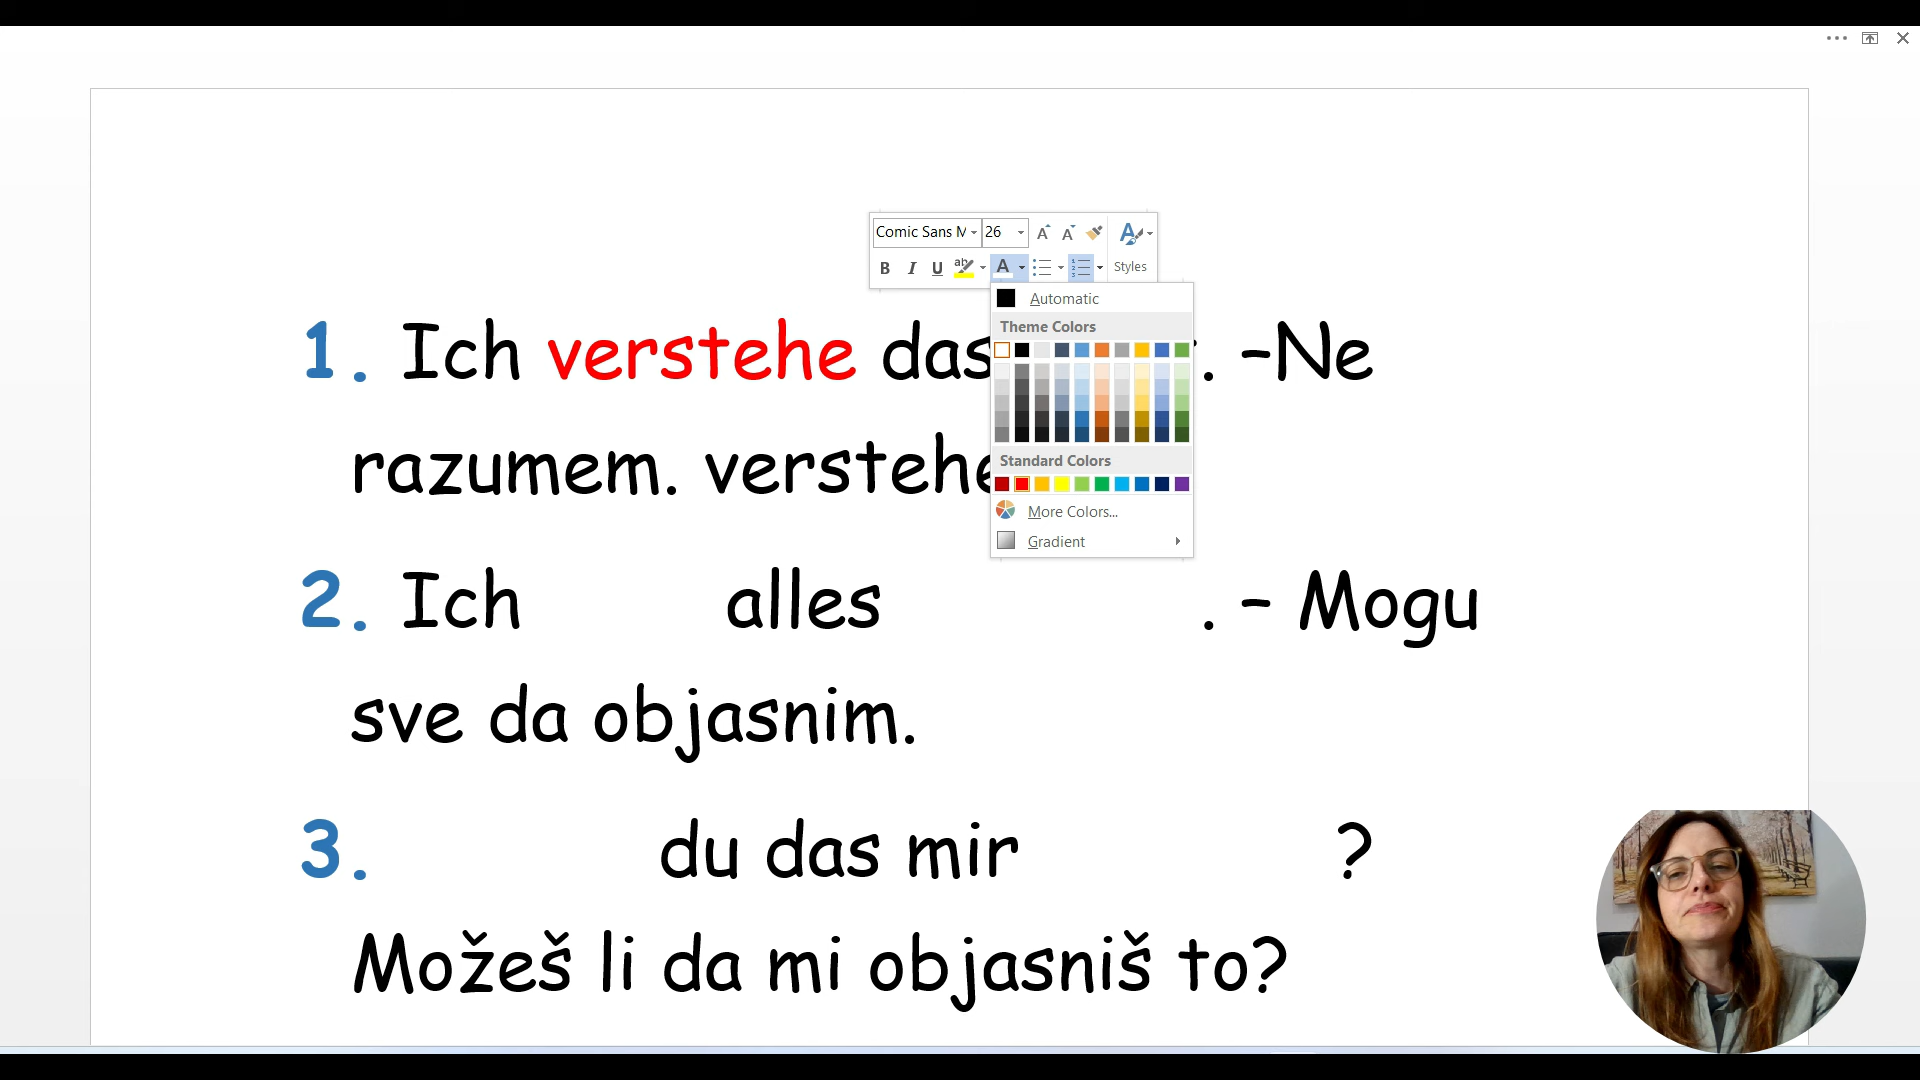 Comic Sans M 26
B I U ab A Styles
Automatic
Theme Colors
1. Ich verstehe das . –Ne
razumem. verstehe
Standard Colors
More Colors...
Gradient
2. Ich alles . – Mogu
sve da objasnim.
3. du das mir ?
Možeš li da mi objasniš to?